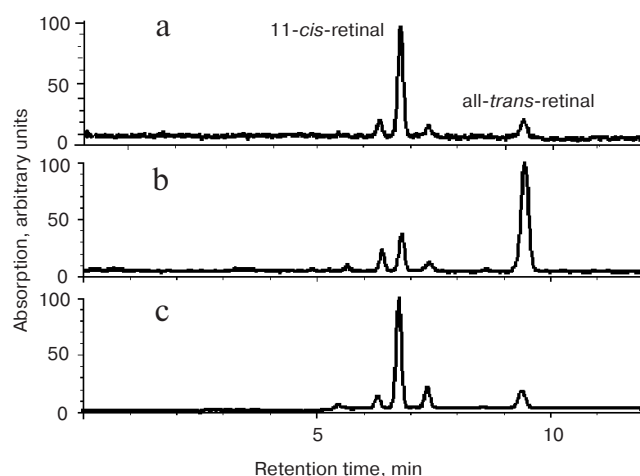 a
11-cis-retinal
all-trans-retinal
100
50
0
b
100
50
0
c
100
50
0
5
10
Absorption, arbitrary units
Retention time, min